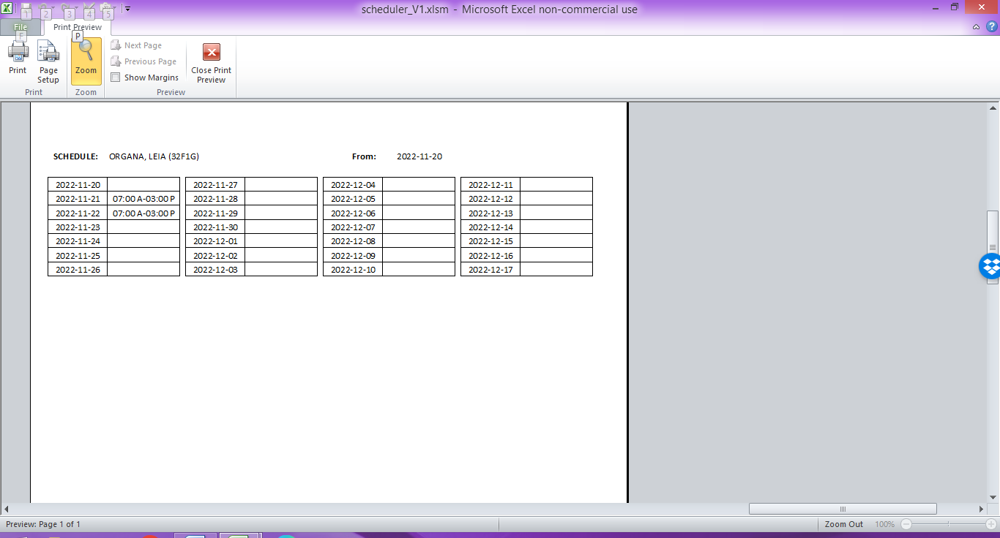 scheduler_V1.xlsm - Microsoft Excel non-commercial use
1 2 3 4 5
File Print Preview
F P
Print Page Setup Zoom
Next Page
Previous Page
Show Margins
Close Print Preview
Print Zoom Preview
SCHEDULE: ORGANA, LEIA (32F1G) From: 2022-11-20
2022-11-20 2022-11-27 2022-12-04 2022-12-11
2022-11-21 07:00 A-03:00 P 2022-11-28 2022-12-05 2022-12-12
2022-11-22 07:00 A-03:00 P 2022-11-29 2022-12-06 2022-12-13
2022-11-23 2022-11-30 2022-12-07 2022-12-14
2022-11-24 2022-12-01 2022-12-08 2022-12-15
2022-11-25 2022-12-02 2022-12-09 2022-12-16
2022-11-26 2022-12-03 2022-12-10 2022-12-17
Preview: Page 1 of 1 Zoom Out 100%